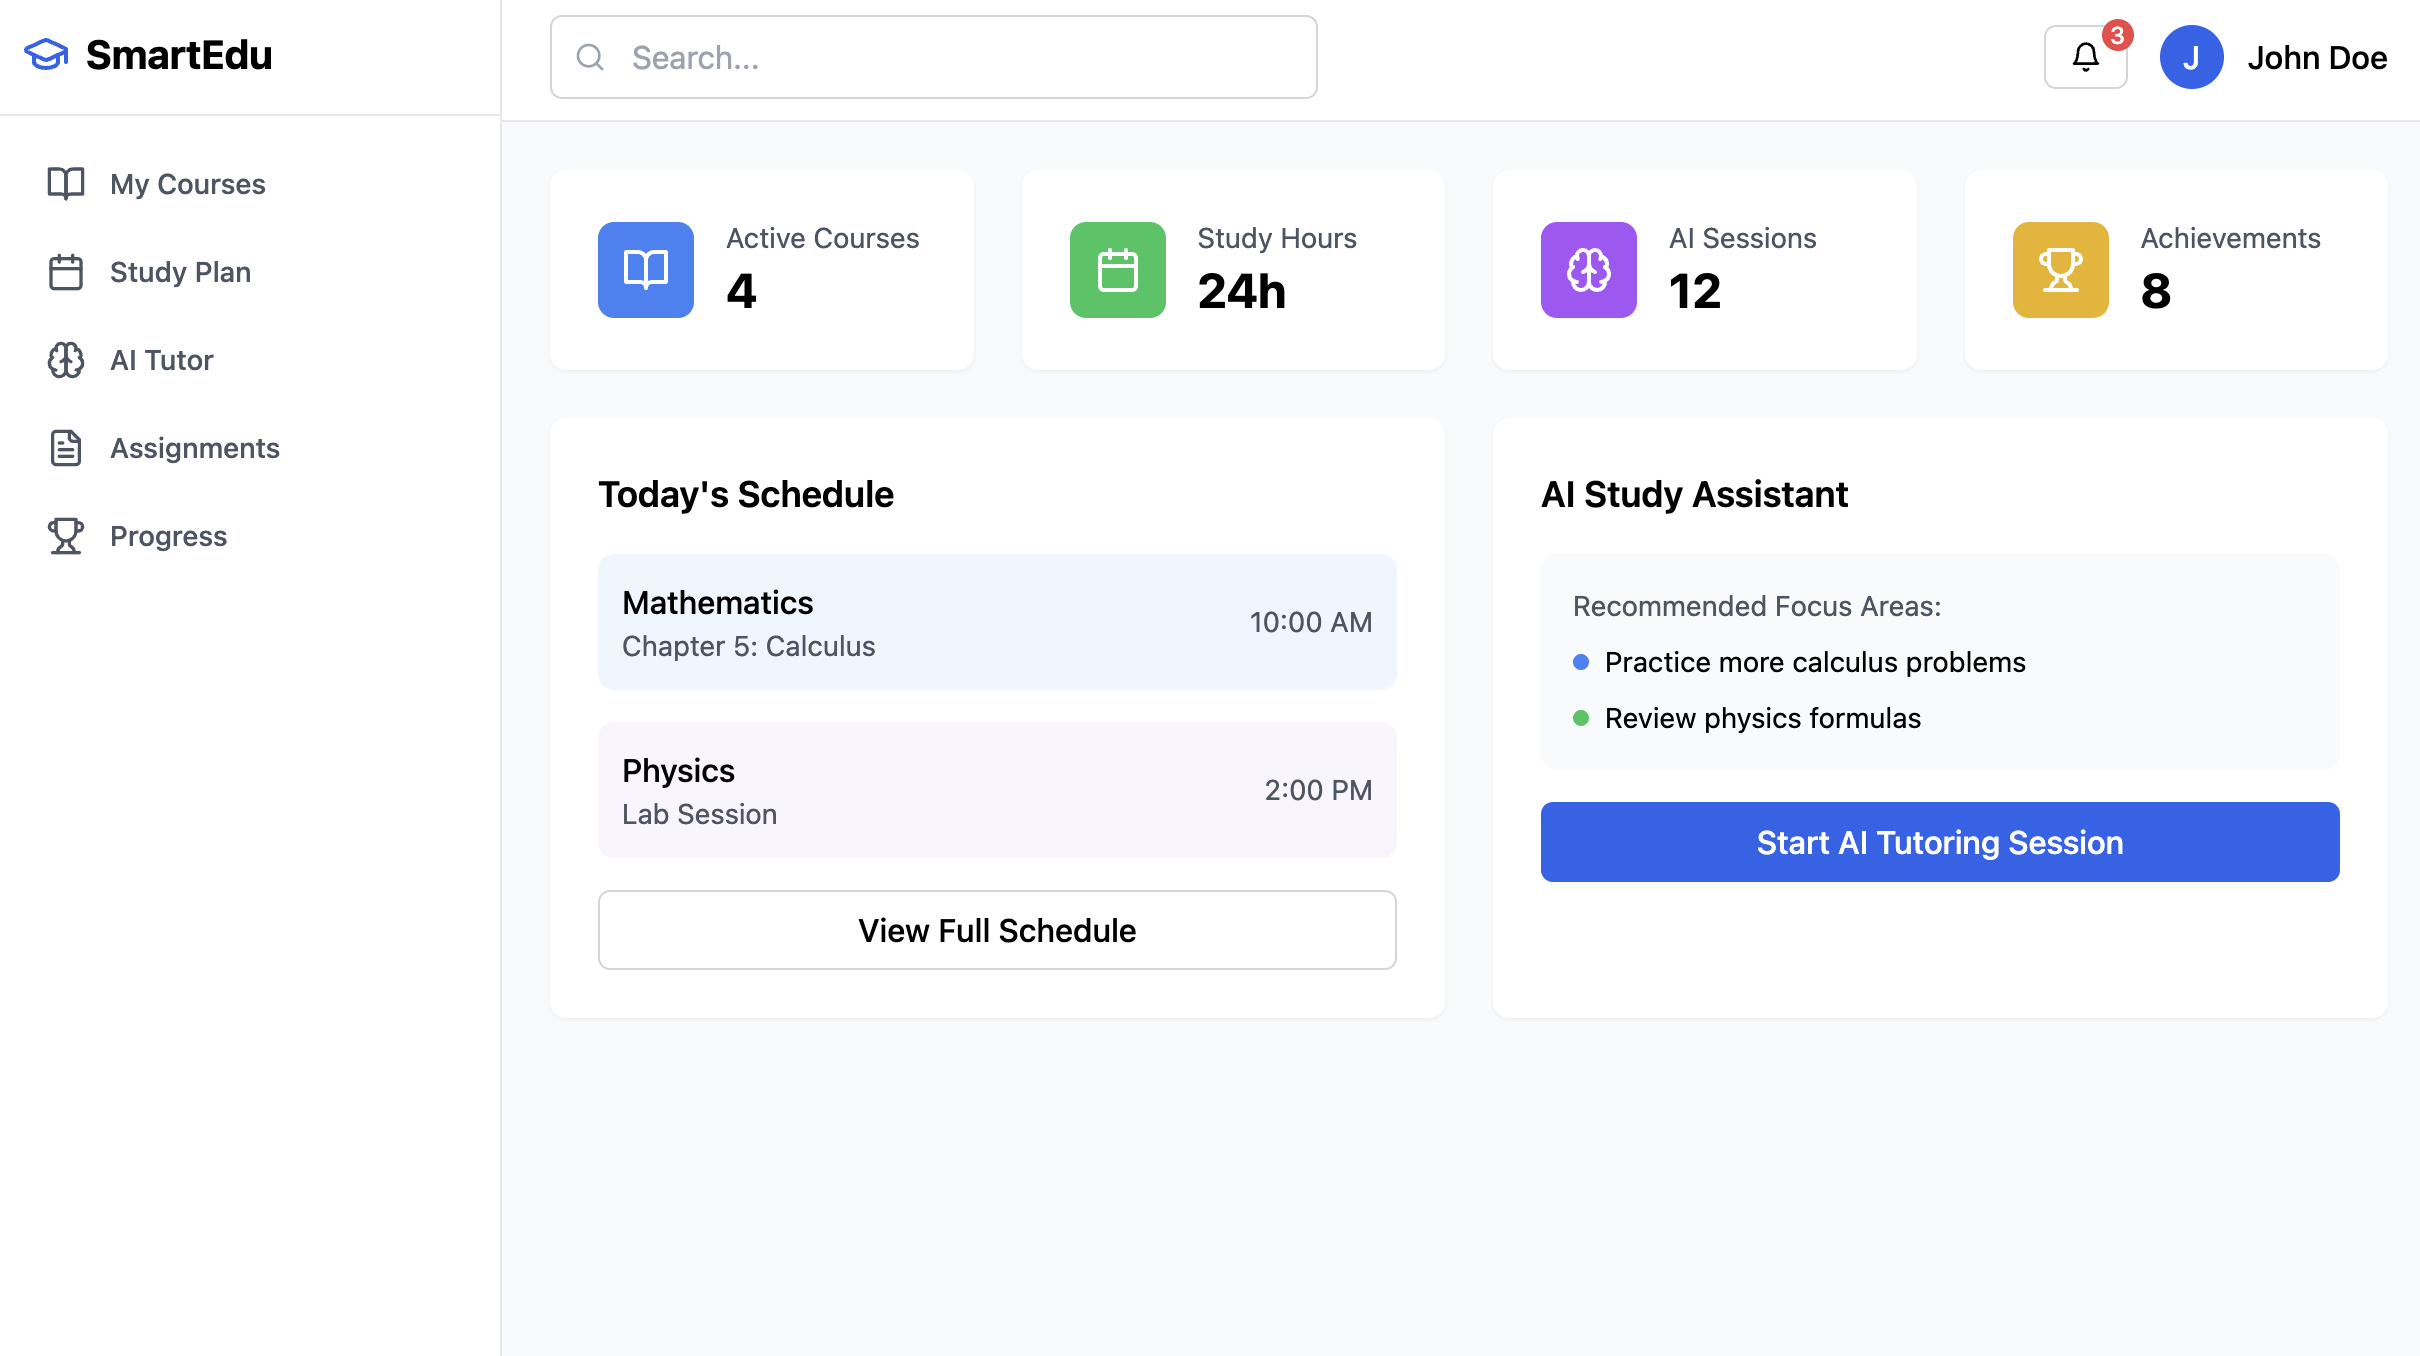 SmartEdu
Search...
3
J
John Doe
My Courses
Study Plan
AI Tutor
Assignments
Progress
Active Courses
4
Study Hours
24h
AI Sessions
12
Achievements
8
Today's Schedule
Mathematics
Chapter 5: Calculus
10:00 AM
Physics
Lab Session
2:00 PM
View Full Schedule
AI Study Assistant
Recommended Focus Areas:
Practice more calculus problems
Review physics formulas
Start AI Tutoring Session